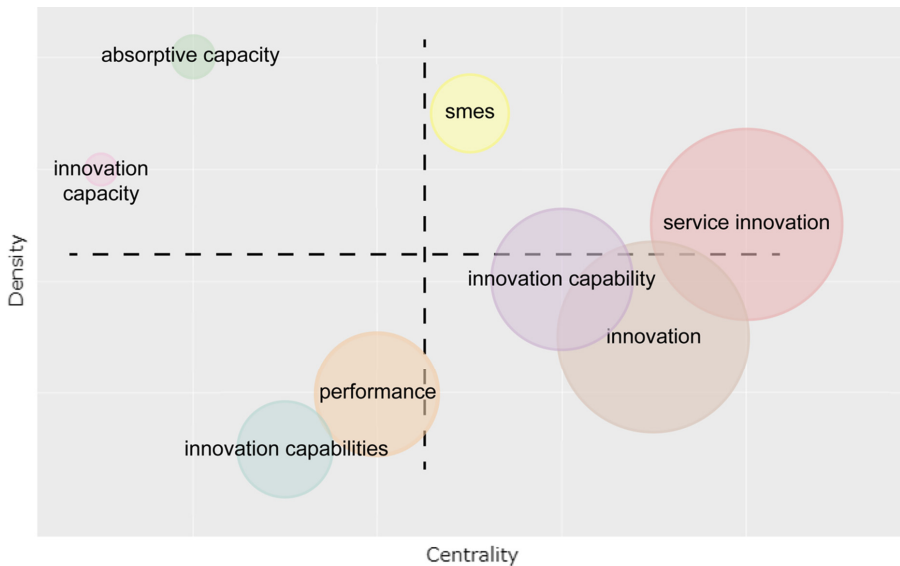 absorptive capacity
smes
innovation
capacity
service innovation
Density
innovation capability
innovation
performance
innovation capabilities
Centrality